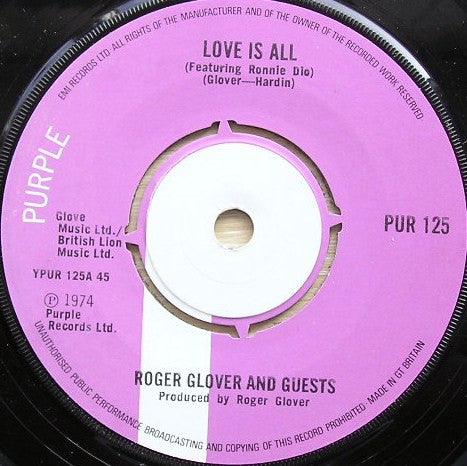 EMI RECORDS LTD ALL RIGHTS OF THE MANUFACTURER AND OF THE OWNER OF THE RECORDED WORK RESERVED
LOVE IS ALL
(Featuring Ronnie Dio)
(Glover—Hardin)
PURPLE
PUR 125
Glove
Music Ltd./
British Lion
Music Ltd.
YPUR 125A 45
Ⓟ 1974
Purple
Records Ltd.
ROGER GLOVER AND GUESTS
Produced by Roger Glover
UNAUTHORISED PUBLIC PERFORMANCE BROADCASTING AND COPYING OF THIS RECORD PROHIBITED MADE IN GT BRITAIN